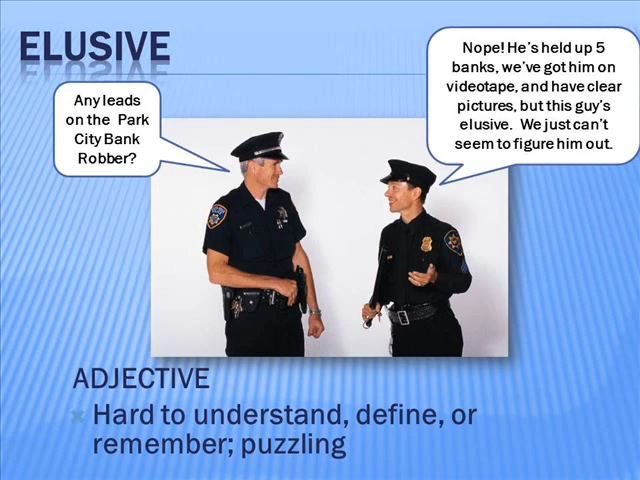 ELUSIVE
Any leads
on the Park
City Bank
Robber?
Nope! He's held up 5
banks, we've got him on
videotape, and have clear
pictures, but this guy's
elusive. We just can't
seem to figure him out.
ADJECTIVE
Hard to understand, define, or
remember; puzzling